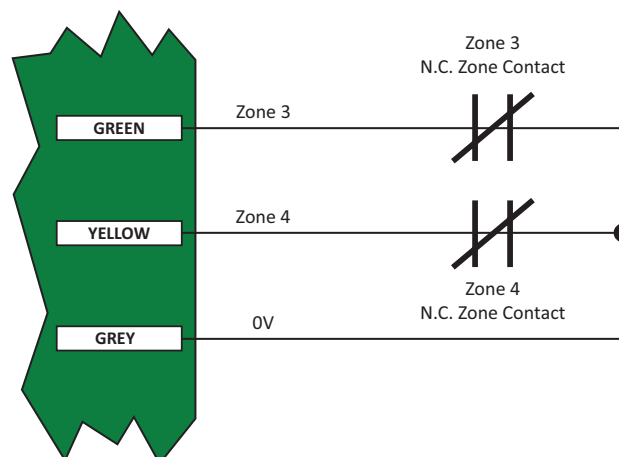 Zone 3
N.C. Zone Contact
GREEN
Zone 3
YELLOW
Zone 4
Zone 4
N.C. Zone Contact
GREY
0V